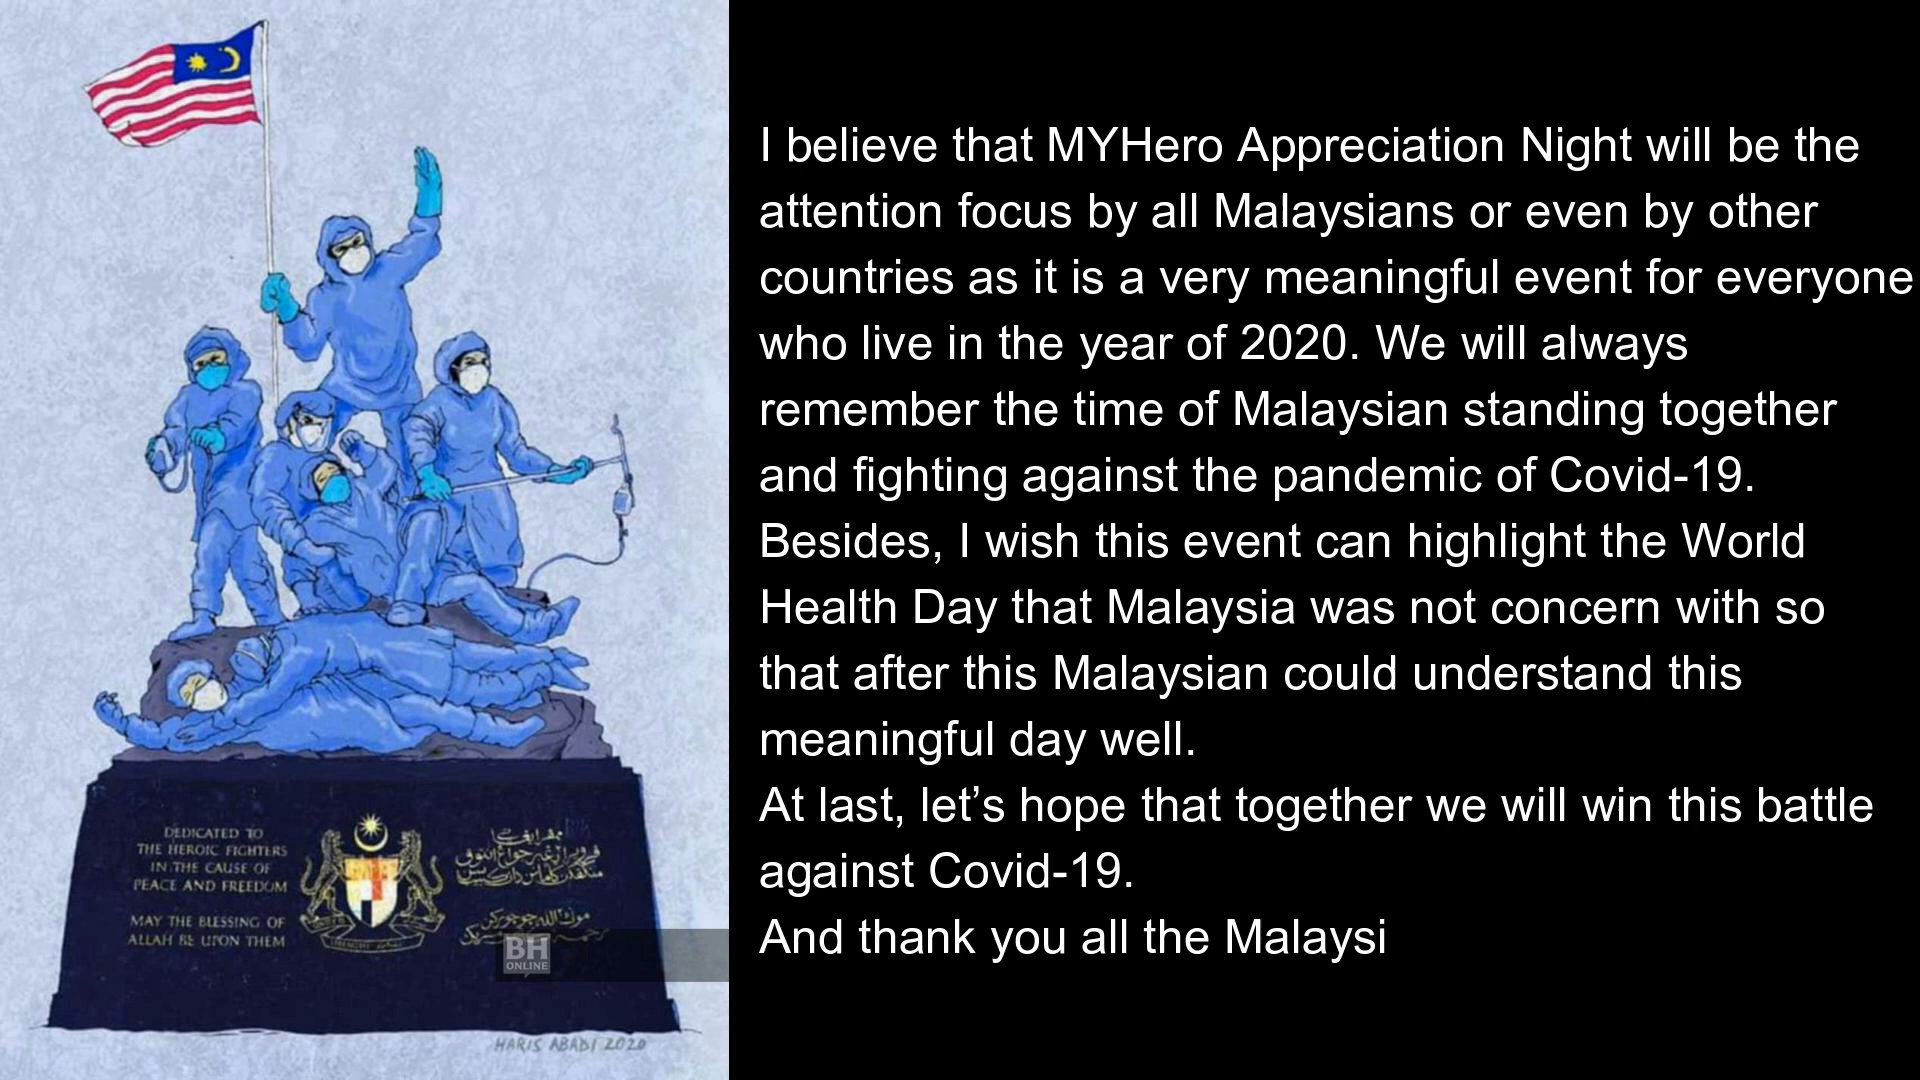 DEDICATED TO
THE HEROIC FIGHTERS
IN THE CAUSE OF
PEACE AND FREEDOM
MAY THE BLESSING OF
ALLAH BE UPON THEM
BH
ONLINE
HARIS ABADI 2020
I believe that MYHero Appreciation Night will be the
attention focus by all Malaysians or even by other
countries as it is a very meaningful event for everyone
who live in the year of 2020. We will always
remember the time of Malaysian standing together
and fighting against the pandemic of Covid-19.
Besides, I wish this event can highlight the World
Health Day that Malaysia was not concern with so
that after this Malaysian could understand this
meaningful day well.
At last, let’s hope that together we will win this battle
against Covid-19.
And thank you all the Malaysi